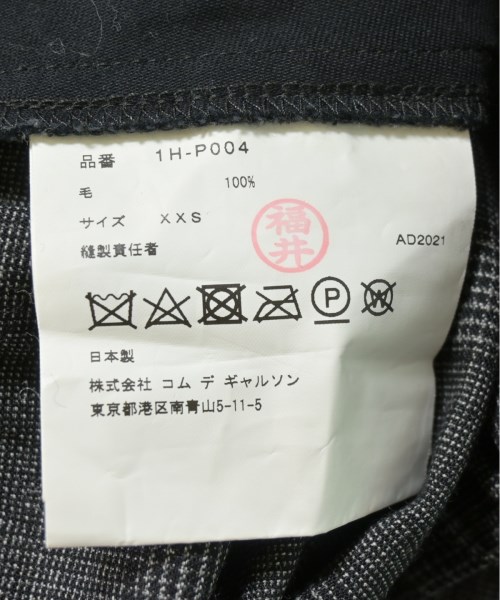 品番 1H-P004
毛 100%
サイズ XXS
縫製責任者
福井
AD2021
P
W
日本製
株式会社 コム デ ギャルソン
東京都港区南青山5-11-5